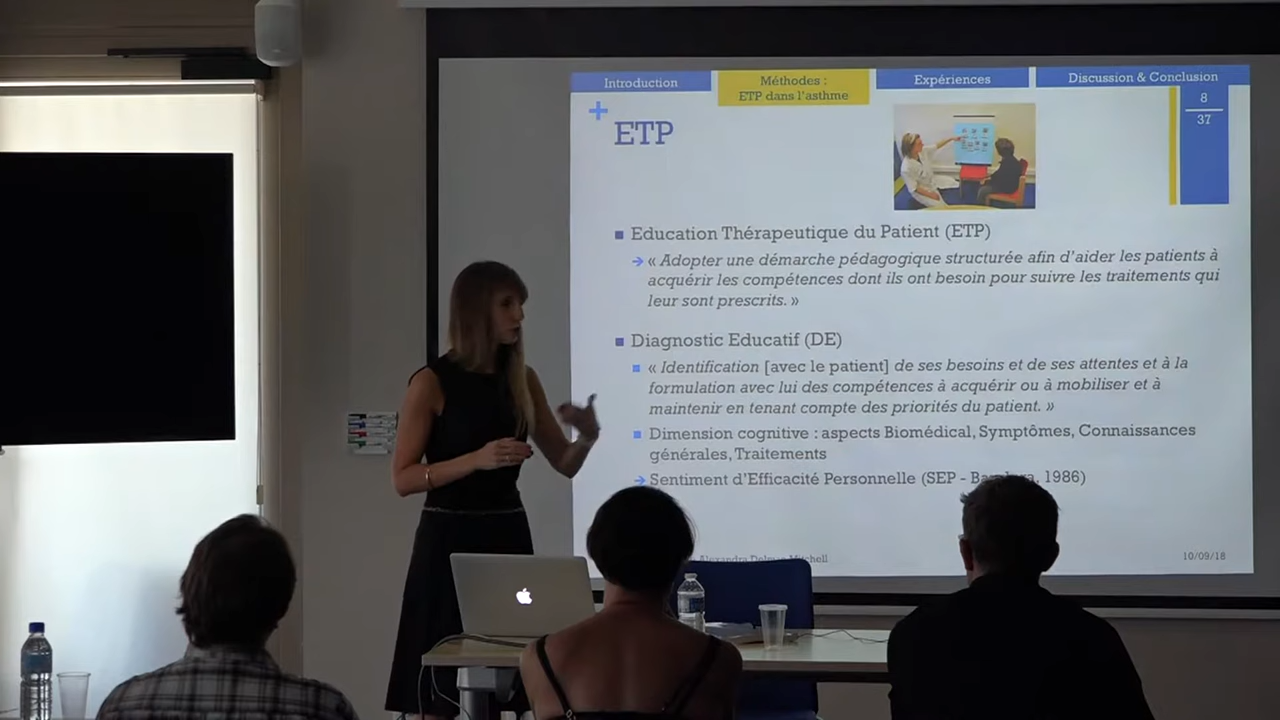 Introduction
Méthodes :
ETP dans l'asthme
Expériences
Discussion & Conclusion
8
37
+
ETP
Education Thérapeutique du Patient (ETP)
« Adopter une démarche pédagogique structurée afin d'aider les patients à
acquérir les compétences dont ils ont besoin pour suivre les traitements qui
leur sont prescrits. »
Diagnostic Educatif (DE)
« Identification [avec le patient] de ses besoins et de ses attentes et à la
formulation avec lui des compétences à acquérir ou à mobiliser et à
maintenir en tenant compte des priorités du patient. »
Dimension cognitive : aspects Biomédical, Symptômes, Connaissances
générales, Traitements
Sentiment d'Efficacité Personnelle (SEP - 1986)
Alexandra Mitchell
10/09/18